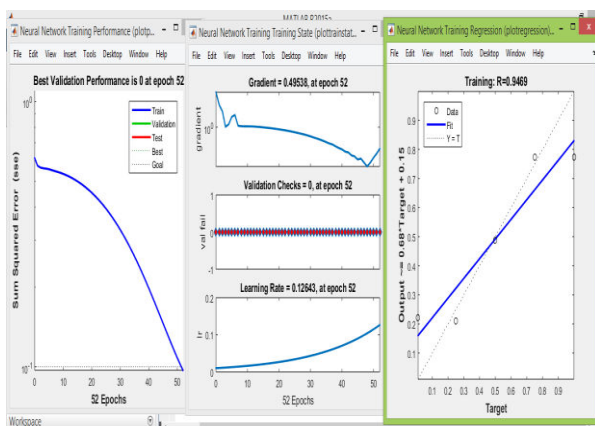 MATLAB R2015a
Neural Network Training Performance (plotp...
File Edit View Insert Tools Desktop Window Help
Best Validation Performance is 0 at epoch 52
Sum Squared Error (sse)
10^0
10^-1
Train
Validation
Test
Best
Goal
0 10 20 30 40 50
52 Epochs
Workspace
Neural Network Training Training State (plottrainstat...
File Edit View Insert Tools Desktop Window Help
Gradient = 0.49538, at epoch 52
gradient
10^0
Validation Checks = 0, at epoch 52
val fail
1
0
-1
Learning Rate = 0.12643, at epoch 52
lr
0.2
0.1
0
0 10 20 30 40 50
52 Epochs
Neural Network Training Regression (plotregression),...
File Edit View Insert Tools Desktop Window Help
Training: R=0.9469
Output ~= 0.68*Target + 0.15
Data
Fit
Y = T
0.9
0.8
0.7
0.6
0.5
0.4
0.3
0.2
0.1
0.1 0.2 0.3 0.4 0.5 0.6 0.7 0.8 0.9
Target